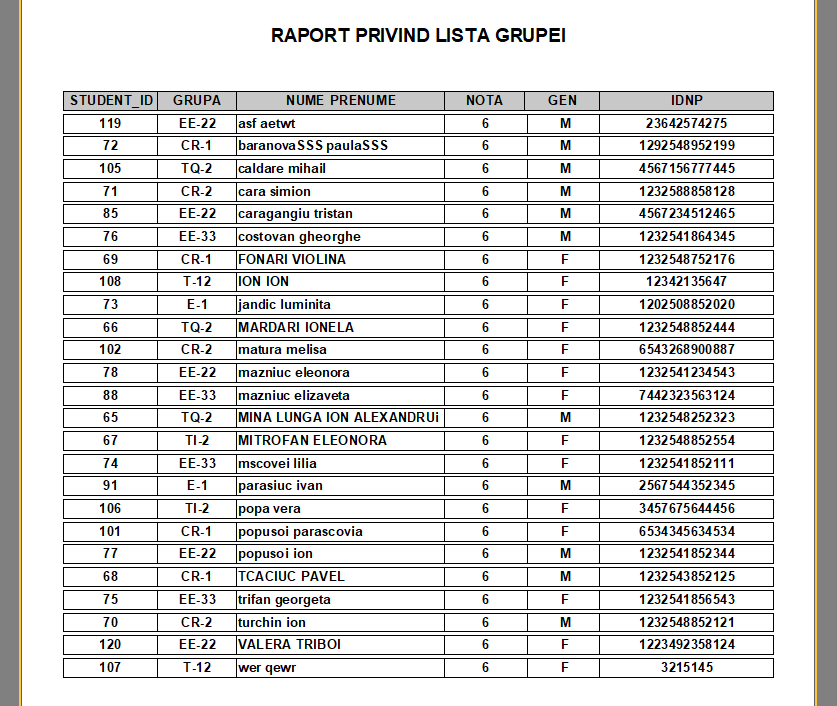 RAPORT PRIVIND LISTA GRUPEI
STUDENT_ID GRUPA NUME PRENUME NOTA GEN IDNP
119 EE-22 asf aetwt 6 M 23642574275
72 CR-1 baranovaSSS paulaSSS 6 M 1292548952199
105 TQ-2 caldare mihail 6 M 4567156777445
71 CR-2 cara simion 6 M 1232588858128
85 EE-22 caragangiu tristan 6 M 4567234512465
76 EE-33 costovan gheorghe 6 M 1232541864345
69 CR-1 FONARI VIOLINA 6 F 1232548752176
108 T-12 ION ION 6 F 12342135647
73 E-1 jandic luminita 6 F 1202508852020
66 TQ-2 MARDARI IONELA 6 F 1232548852444
102 CR-2 matura melisa 6 F 6543268900887
78 EE-22 mazniuc eleonora 6 F 1232541234543
88 EE-33 mazniuc elizaveta 6 F 7442323563124
65 TQ-2 MINA LUNGA ION ALEXANDRUi 6 M 1232548252323
67 TI-2 MITROFAN ELEONORA 6 F 1232548852554
74 EE-33 mscovei lilia 6 F 1232541852111
91 E-1 parasiuc ivan 6 M 2567544352345
106 TI-2 popa vera 6 F 3457675644456
101 CR-1 popusoi parascovia 6 F 6534345634534
77 EE-22 popusoi ion 6 M 1232541852344
68 CR-1 TCACIUC PAVEL 6 M 1232543852125
75 EE-33 trifan georgeta 6 F 1232541856543
70 CR-2 turchin ion 6 M 1232548852121
120 EE-22 VALERA TRIBOI 6 F 1223492358124
107 T-12 wer qewr 6 F 3215145